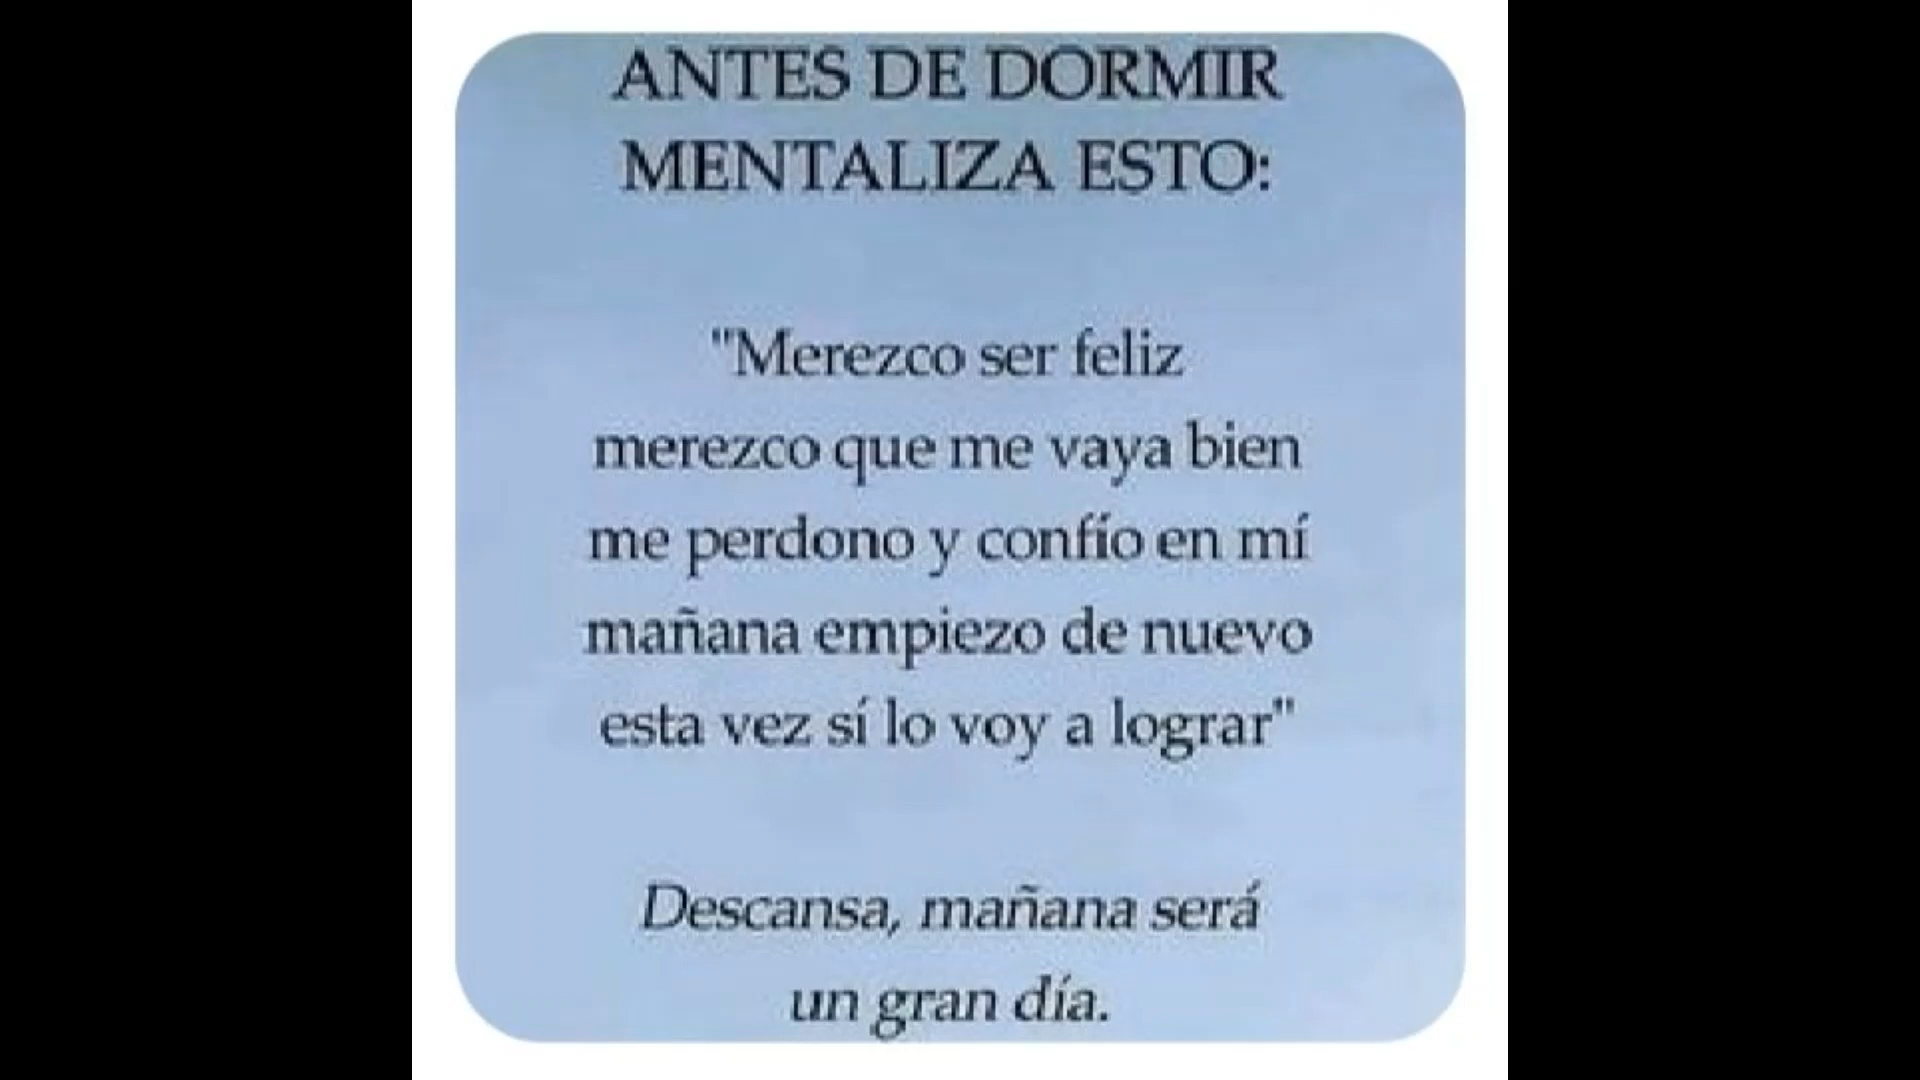 ANTES DE DORMIR
MENTALIZA ESTO:
"Merezco ser feliz
merezco que me vaya bien
me perdono y confío en mí
mañana empiezo de nuevo
esta vez sí lo voy a lograr"
Descansa, mañana será
un gran día.